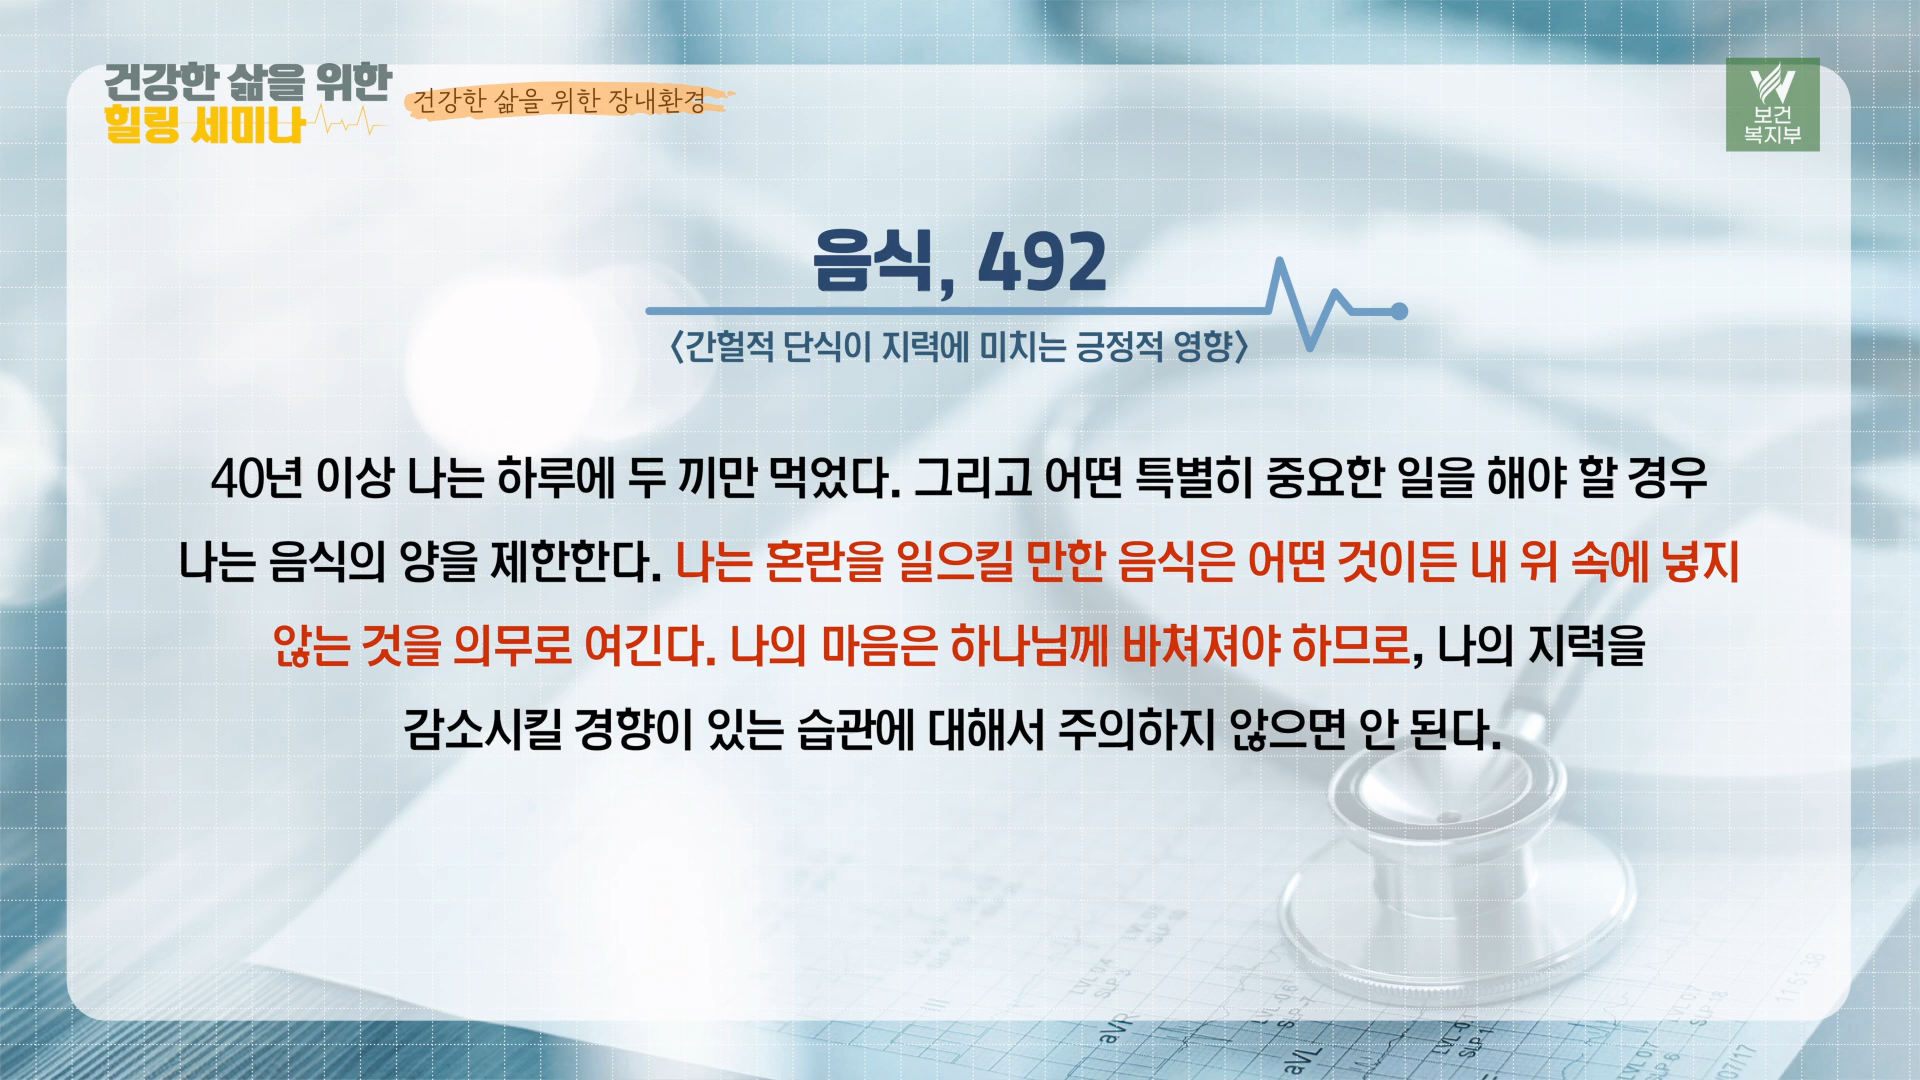 건강한 삶을 위한
힐링 세미나
건강한 삶을 위한 장내환경
보건
복지부
음식, 492
<간헐적 단식이 지력에 미치는 긍정적 영향>
40년 이상 나는 하루에 두 끼만 먹었다. 그리고 어떤 특별히 중요한 일을 해야 할 경우
나는 음식의 양을 제한한다. 나는 혼란을 일으킬 만한 음식은 어떤 것이든 내 위 속에 넣지
않는 것을 의무로 여긴다. 나의 마음은 하나님께 바쳐져야 하므로, 나의 지력을
감소시킬 경향이 있는 습관에 대해서 주의하지 않으면 안 된다.
aVR
aVL
11:51:38
07/17